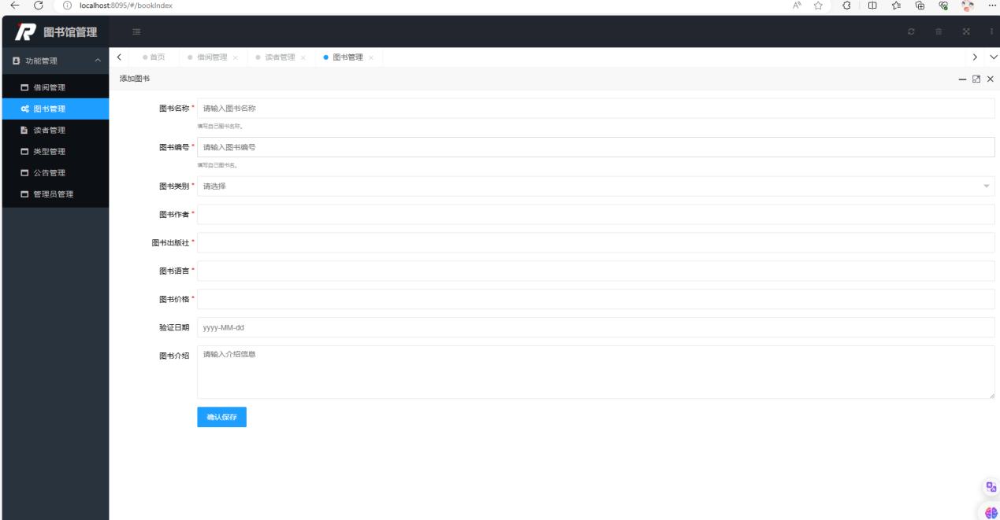 localhost:8095/#/bookIndex
图书馆管理
功能管理
首页 借阅管理 读者管理 图书管理
借阅管理
图书管理
读者管理
类型管理
公告管理
管理员管理
添加图书
图书名称 * 请输入图书名称
填写自己图书名称。
图书编号 * 请输入图书编号
填写自己图书名。
图书类别 * 请选择
图书作者 *
图书出版社 *
图书语言 *
图书价格 *
验证日期 yyyy-MM-dd
图书介绍 请输入介绍信息
确认保存